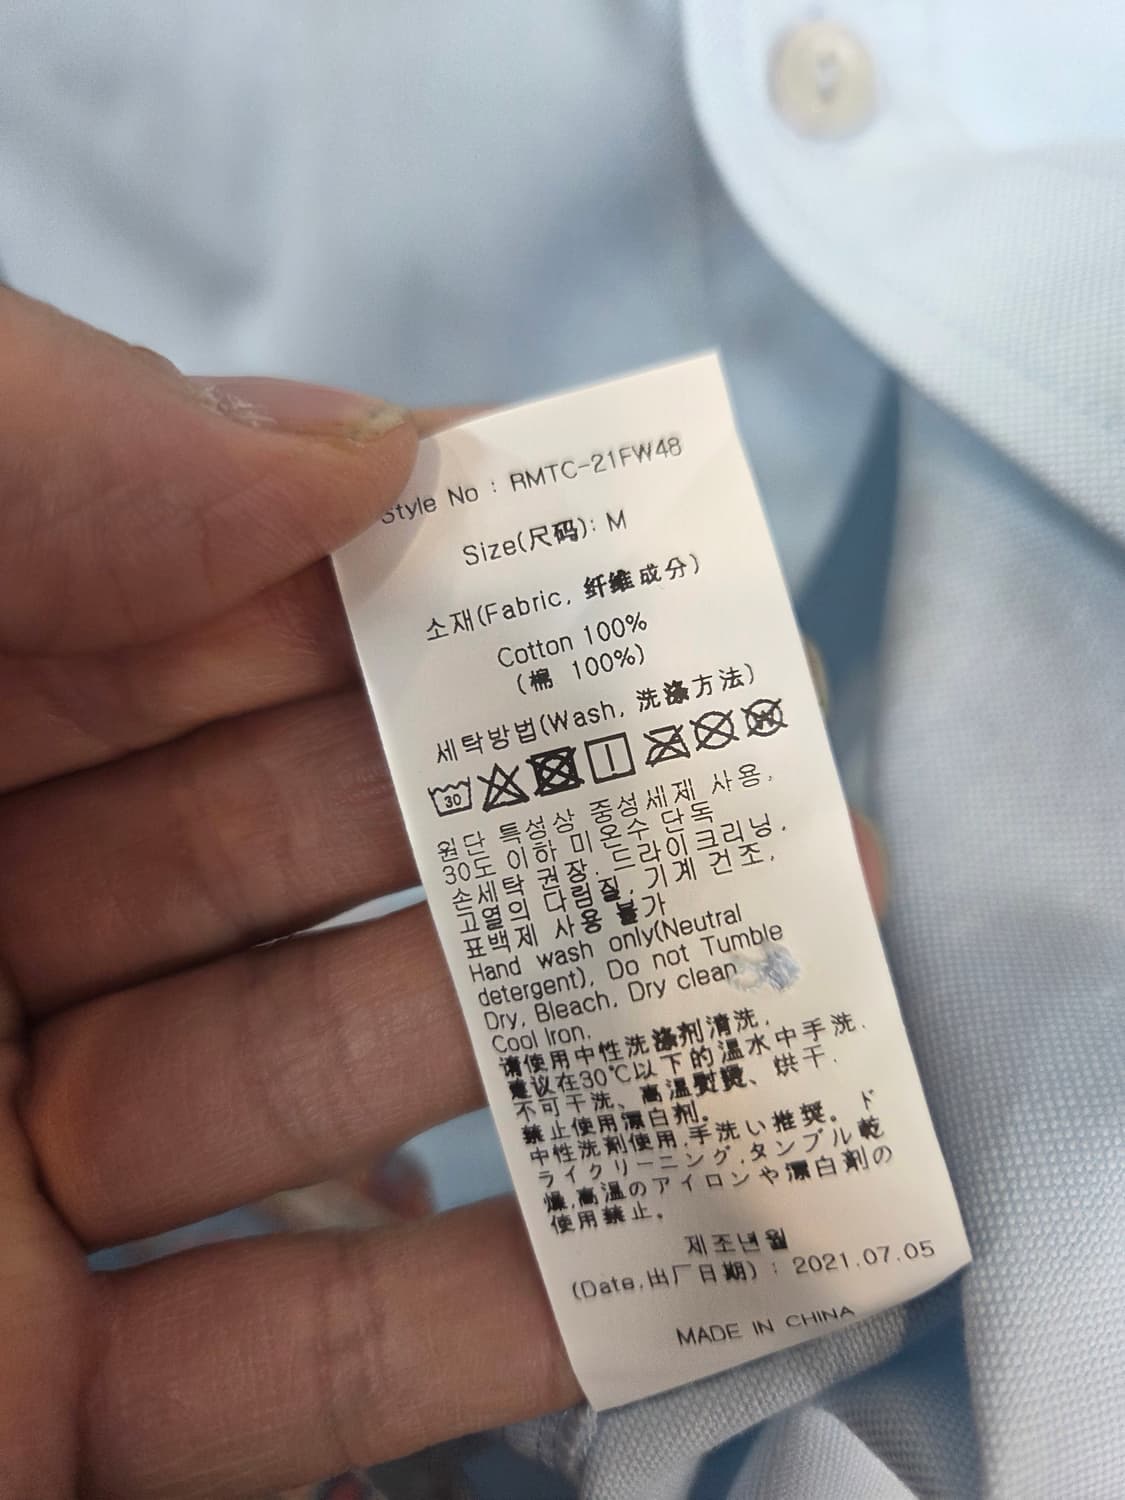 Style No : RMTC-21FW48
Size(尺码): M
소재(Fabric, 纤维成分)
Cotton 100%
(棉 100%)
세탁방법(Wash, 洗涤方法)
30
원단 특성상 중성세제 사용,
30도 이하 미온수 단독
손세탁 권장. 드라이크리닝,
고열의 다림질, 기계 건조,
표백제 사용 불가
Hand wash only(Neutral
detergent), Do not Tumble
Dry, Bleach, Dry clean
Cool Iron.
请使用中性洗涤剂清洗,
建议在30℃以下的温水中手洗.
不可干洗、高温熨烫、烘干.
禁止使用漂白剂。
中性洗剤使用,手洗い推奨。ド
ライクリーニング,タンブル乾
燥,高温のアイロンや漂白剤の
使用禁止。
제조년월
(Date,出厂日期) : 2021.07.05
MADE IN CHINA